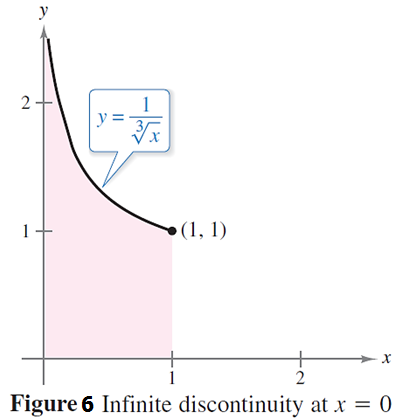 y
2
y = 1/∛x
1
(1, 1)
x
1
2
Figure 6 Infinite discontinuity at x = 0